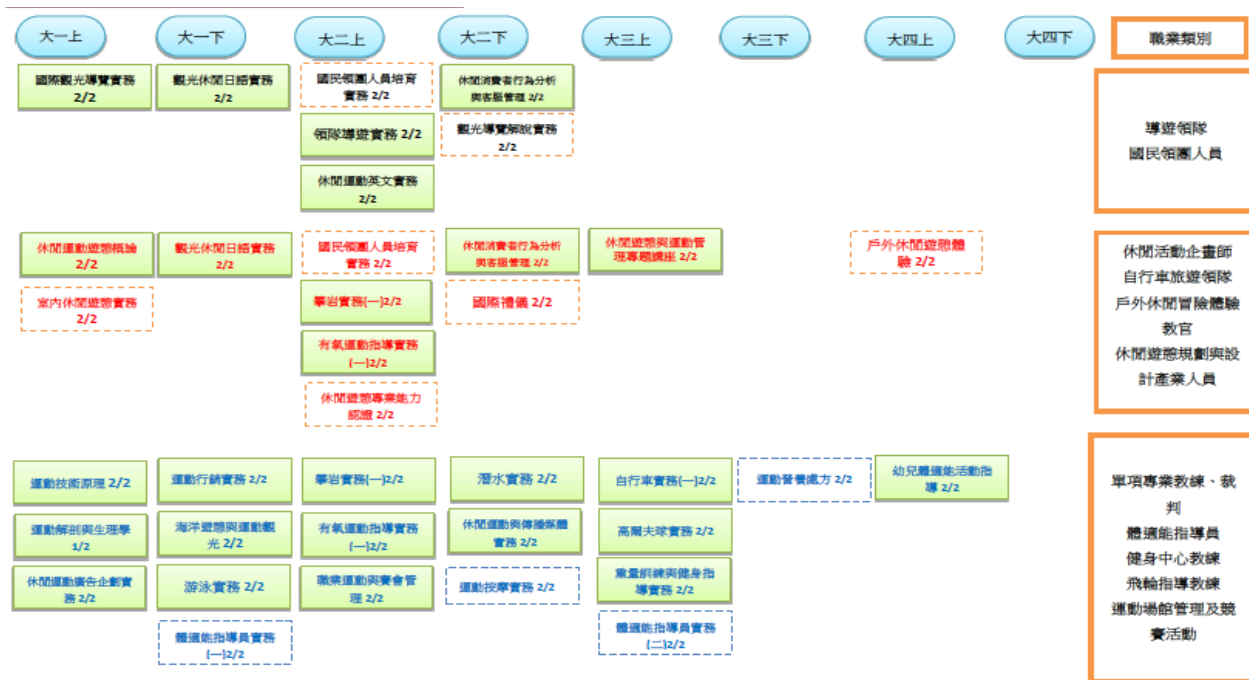 大一上
大一下
大二上
大二下
大三上
大三下
大四上
大四下
職業類別
國際觀光導覽實務
2/2
觀光休閒日語實務
2/2
國民領團人員培育
實務 2/2
休閒消費者行為分析
與客服管理 2/2
領隊導遊實務 2/2
觀光導覽解說實務
2/2
休閒運動英文實務
2/2
導遊領隊
國民領團人員
休閒運動遊憩概論
2/2
觀光休閒日語實務
2/2
國民領團人員培育
實務 2/2
休閒消費者行為分析
與客服管理 2/2
休閒遊憩與運動管
理專題講座 2/2
戶外休閒遊憩體
驗 2/2
室內休閒遊憩實務
2/2
攀岩實務(一)2/2
國際禮儀 2/2
有氧運動指導實務
(一)2/2
休閒遊憩專業能力
認證 2/2
休閒活動企畫師
自行車旅遊領隊
戶外休閒冒險體驗
教官
休閒遊憩規劃與設
計產業人員
運動技術原理 2/2
運動行銷實務 2/2
攀岩實務(一)2/2
潛水實務 2/2
自行車實務(一)2/2
運動營養處方 2/2
幼兒體適能活動指
導 2/2
運動解剖與生理學
1/2
海洋遊憩與運動觀
光 2/2
有氧運動指導實務
(一)2/2
休閒運動與傳播媒體
實務 2/2
高爾夫球實務 2/2
休閒運動廣告企劃實
務 2/2
游泳實務 2/2
職業運動與賽會管
理 2/2
運動按摩實務 2/2
重量訓練與健身指
導實務 2/2
體適能指導員實務
(一)2/2
體適能指導員實務
(二)2/2
單項專業教練、裁
判
體適能指導員
健身中心教練
飛輪指導教練
運動場館管理及競
賽活動